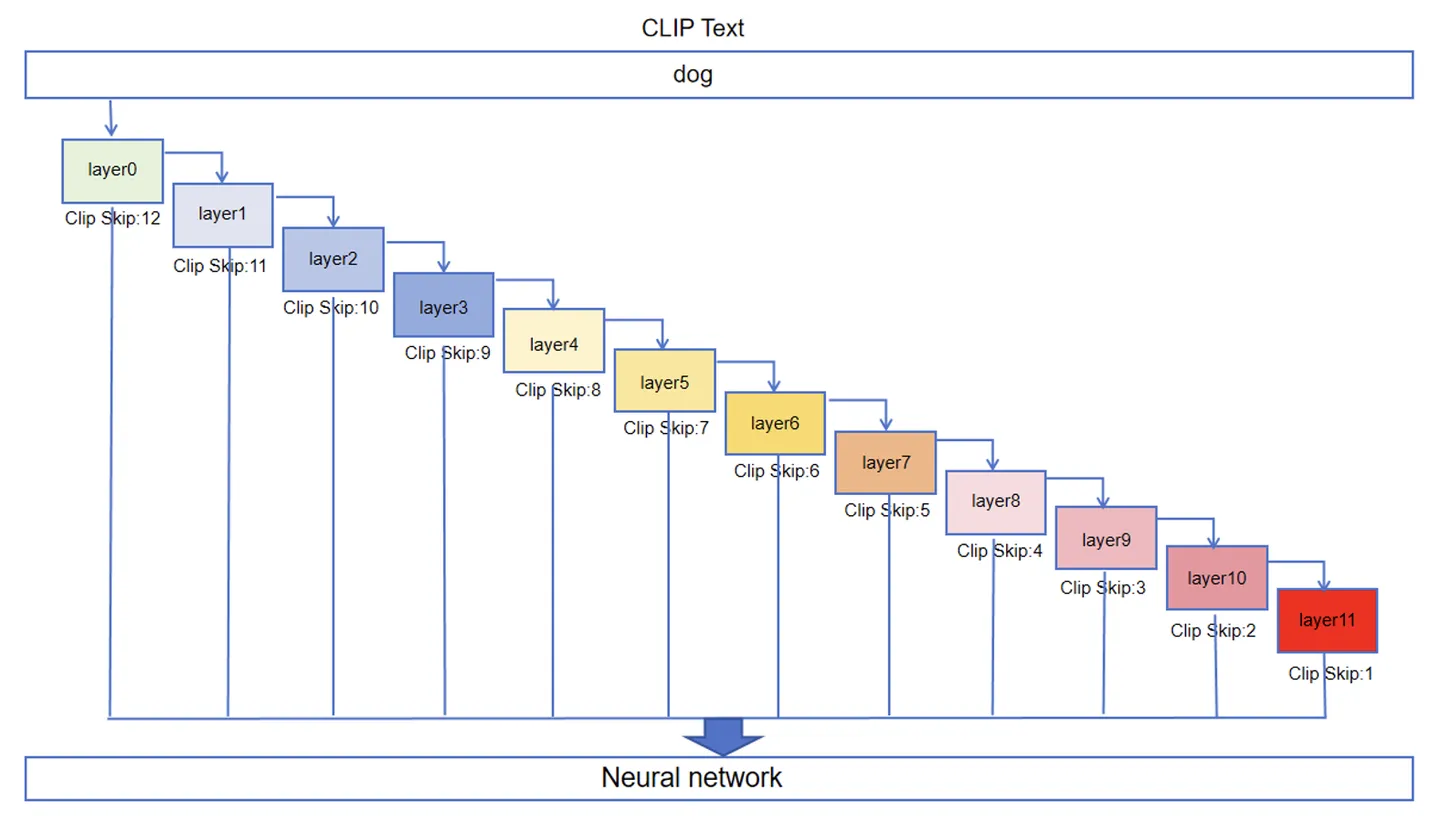 CLIP Text
dog
layer0
Clip Skip:12
layer1
Clip Skip:11
layer2
Clip Skip:10
layer3
Clip Skip:9
layer4
Clip Skip:8
layer5
Clip Skip:7
layer6
Clip Skip:6
layer7
Clip Skip:5
layer8
Clip Skip:4
layer9
Clip Skip:3
layer10
Clip Skip:2
layer11
Clip Skip:1
Neural network